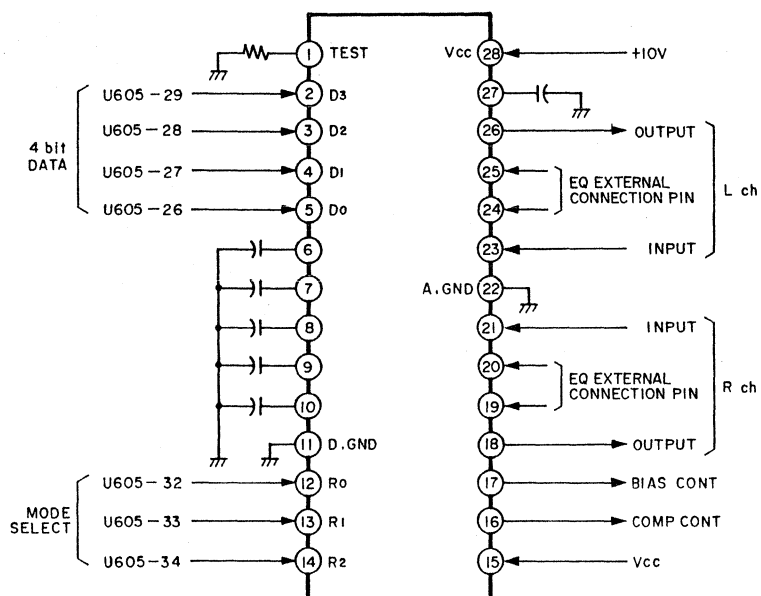 1 TEST
Vcc 28 +10V
U605-29 2 D3
27
U605-28 3 D2
26 OUTPUT
4 bit
DATA
U605-27 4 D1
25
EQ EXTERNAL
CONNECTION PIN
L ch
U605-26 5 D0
24
6
23 INPUT
7
A.GND 22
8
21 INPUT
9
20
EQ EXTERNAL
CONNECTION PIN
R ch
10
19
11 D.GND
18 OUTPUT
MODE
SELECT
U605-32 12 R0
17 BIAS CONT
U605-33 13 R1
16 COMP CONT
U605-34 14 R2
15 Vcc